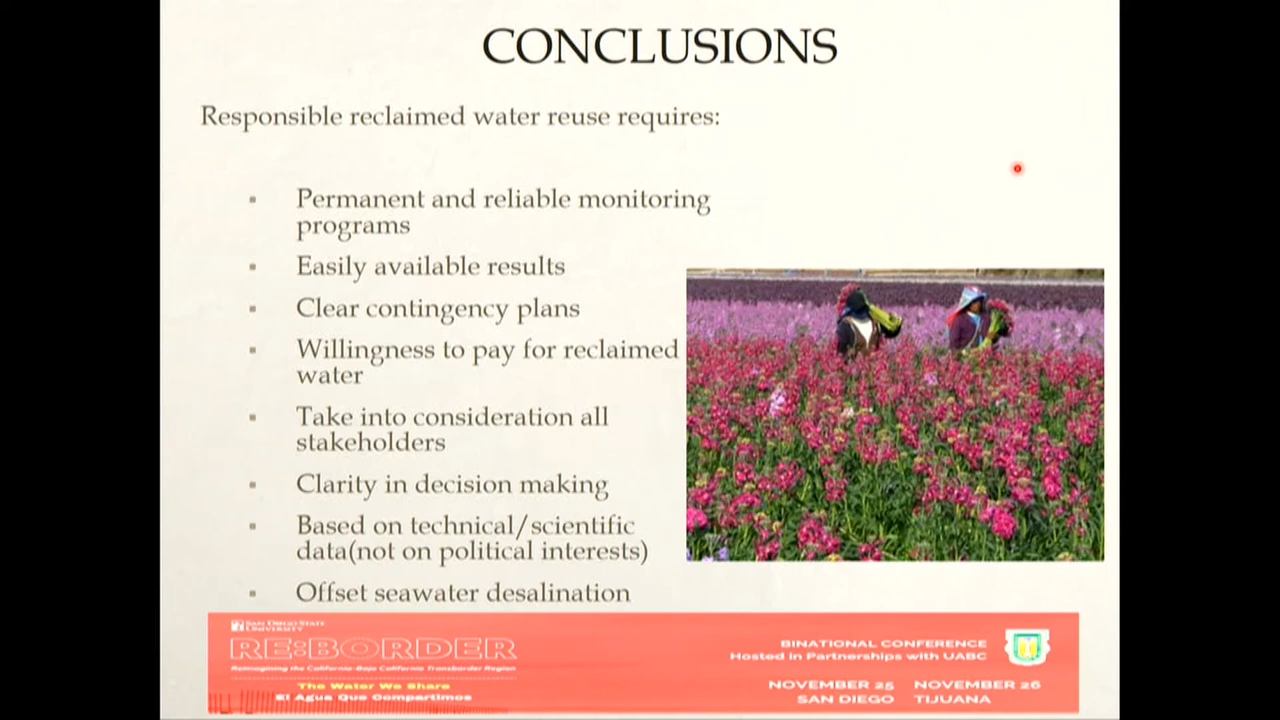 CONCLUSIONS
Responsible reclaimed water reuse requires:
▪ Permanent and reliable monitoring
programs
▪ Easily available results
▪ Clear contingency plans
▪ Willingness to pay for reclaimed
water
▪ Take into consideration all
stakeholders
▪ Clarity in decision making
▪ Based on technical/scientific
data(not on political interests)
▪ Offset seawater desalination
SAN DIEGO STATE
UNIVERSITY
RE:BORDER
Reimagining the California-Baja California Transborder Region
The Water We Share
El Agua Que Compartimos
BINATIONAL CONFERENCE
Hosted in Partnerships with UABC
NOVEMBER 25 NOVEMBER 26
SAN DIEGO TIJUANA